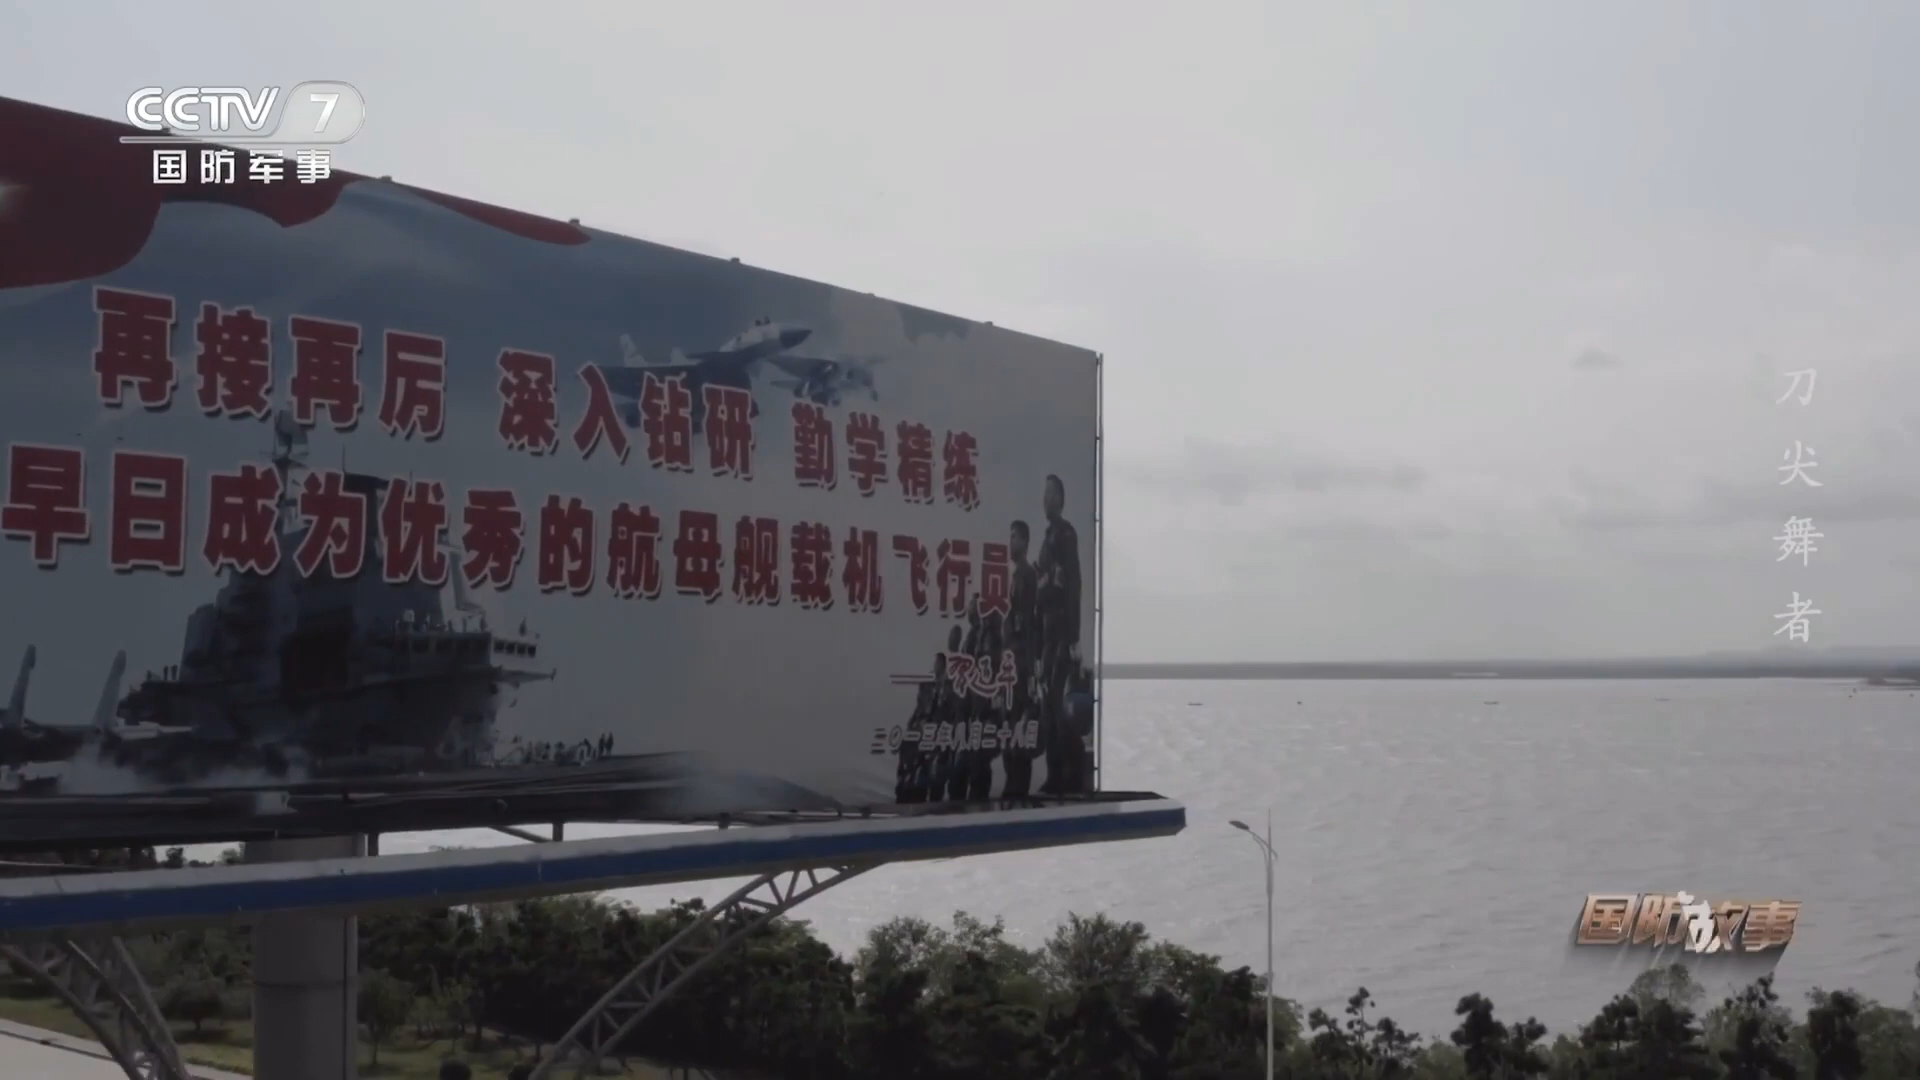 CCTV 7
国防军事
再接再厉 深入钻研 勤学精练
早日成为优秀的航母舰载机飞行员
二〇一三年八月二十八日
刀尖舞者
国防故事